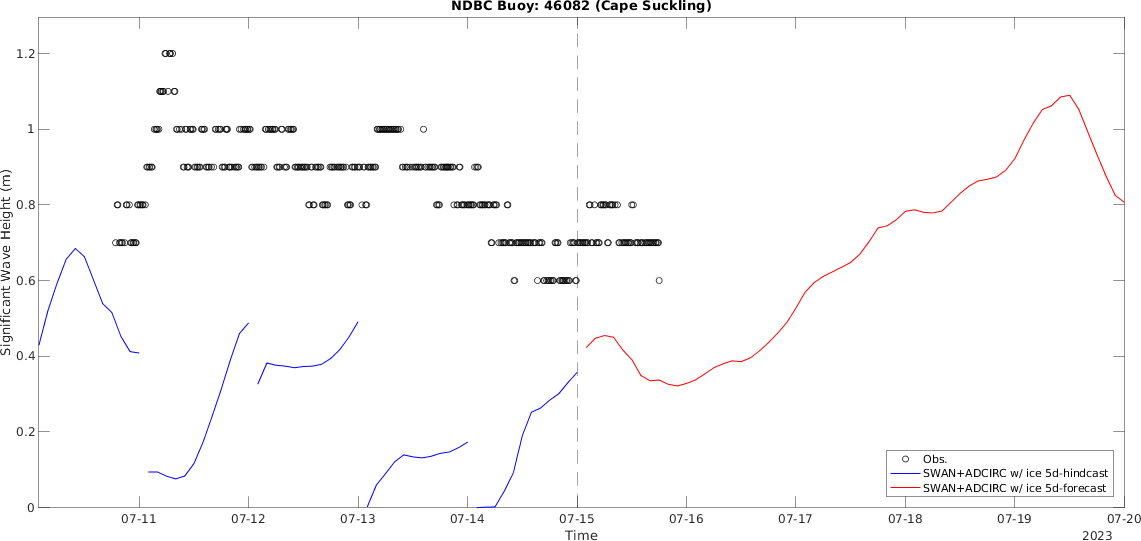 NDBC Buoy: 46082 (Cape Suckling)
Significant Wave Height (m)
1.2
1
0.8
0.6
0.4
0.2
0
Obs.
SWAN+ADCIRC w/ ice 5d-hindcast
SWAN+ADCIRC w/ ice 5d-forecast
07-11 07-12 07-13 07-14 07-15 07-16 07-17 07-18 07-19 07-20
Time
2023